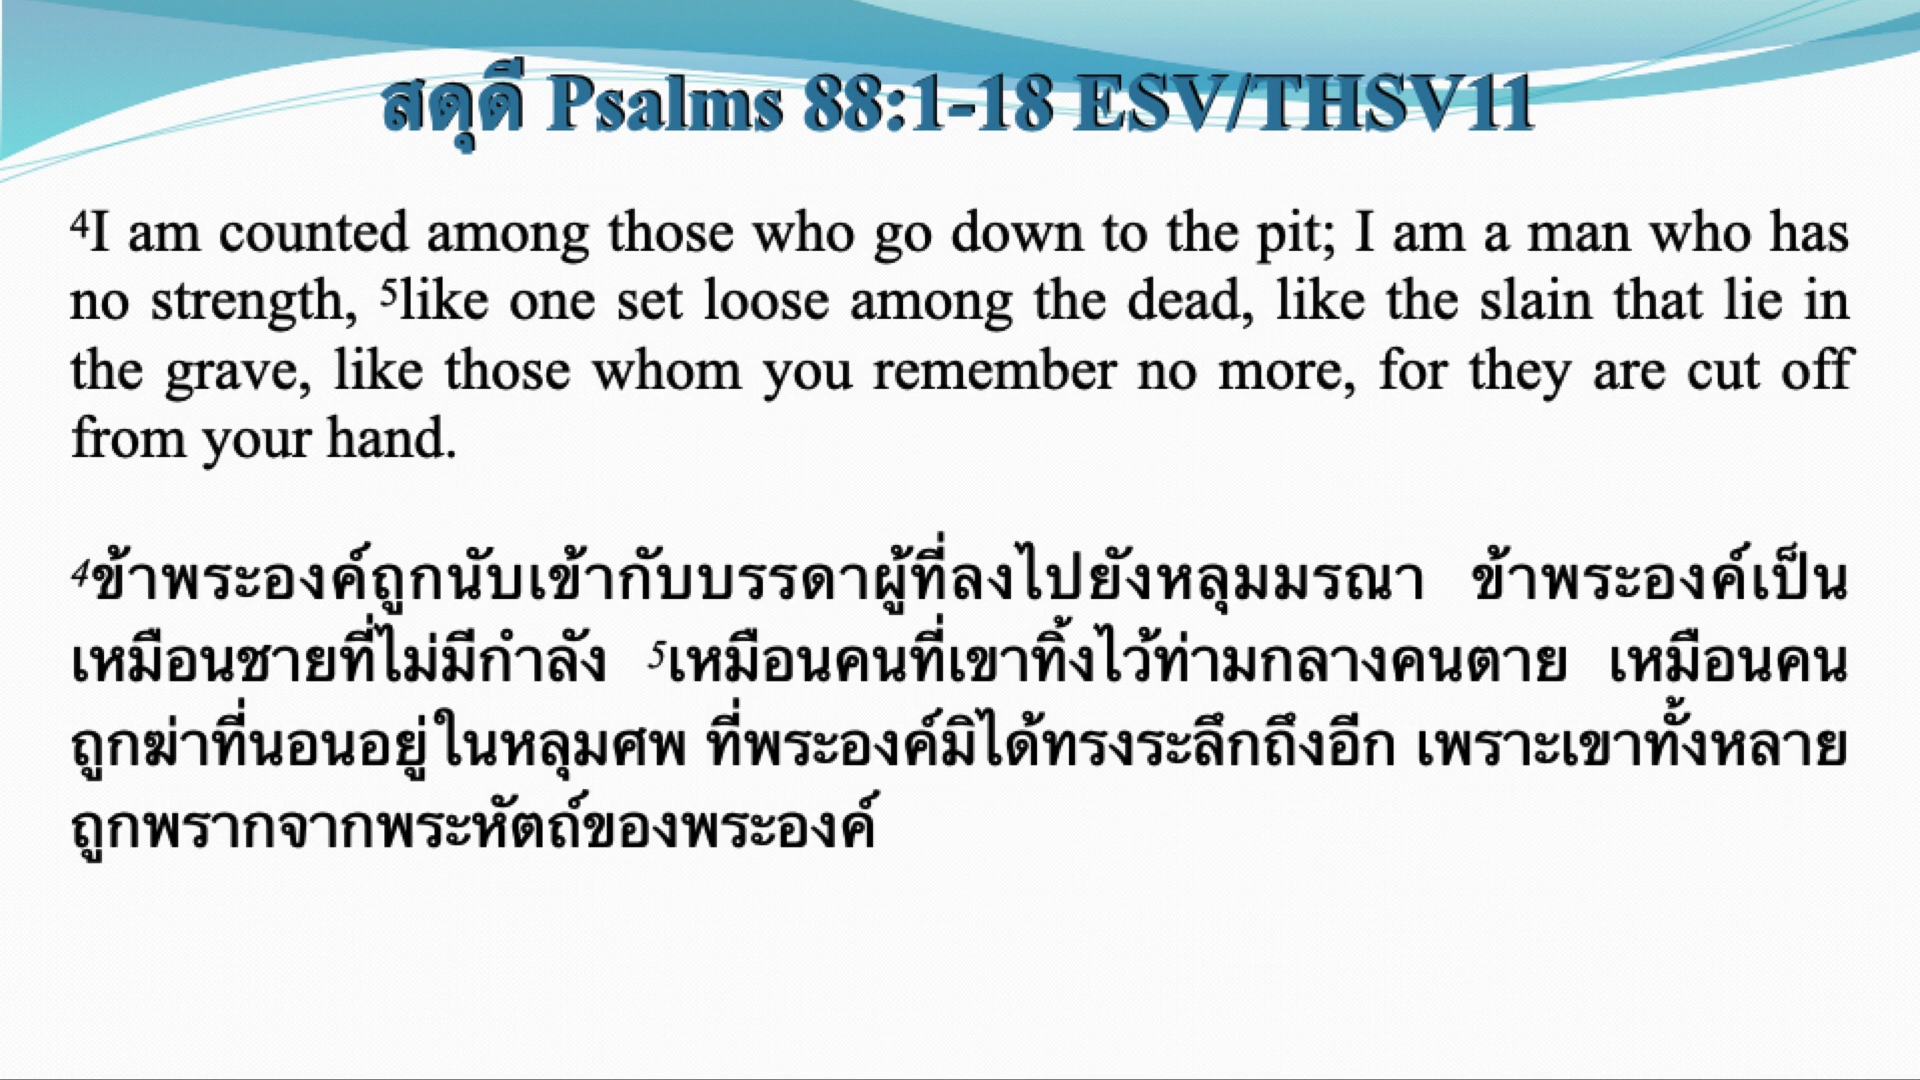 สดุดี Psalms 88:1-18 ESV/THSV11
⁴I am counted among those who go down to the pit; I am a man who has
no strength, ⁵like one set loose among the dead, like the slain that lie in
the grave, like those whom you remember no more, for they are cut off
from your hand.
⁴ข้าพระองค์ถูกนับเข้ากับบรรดาผู้ที่ลงไปยังหลุมมรณา ข้าพระองค์เป็น
เหมือนชายที่ไม่มีกำลัง ⁵เหมือนคนที่เขาทิ้งไว้ท่ามกลางคนตาย เหมือนคน
ถูกฆ่าที่นอนอยู่ในหลุมศพ ที่พระองค์มิได้ทรงระลึกถึงอีก เพราะเขาทั้งหลาย
ถูกพรากจากพระหัตถ์ของพระองค์